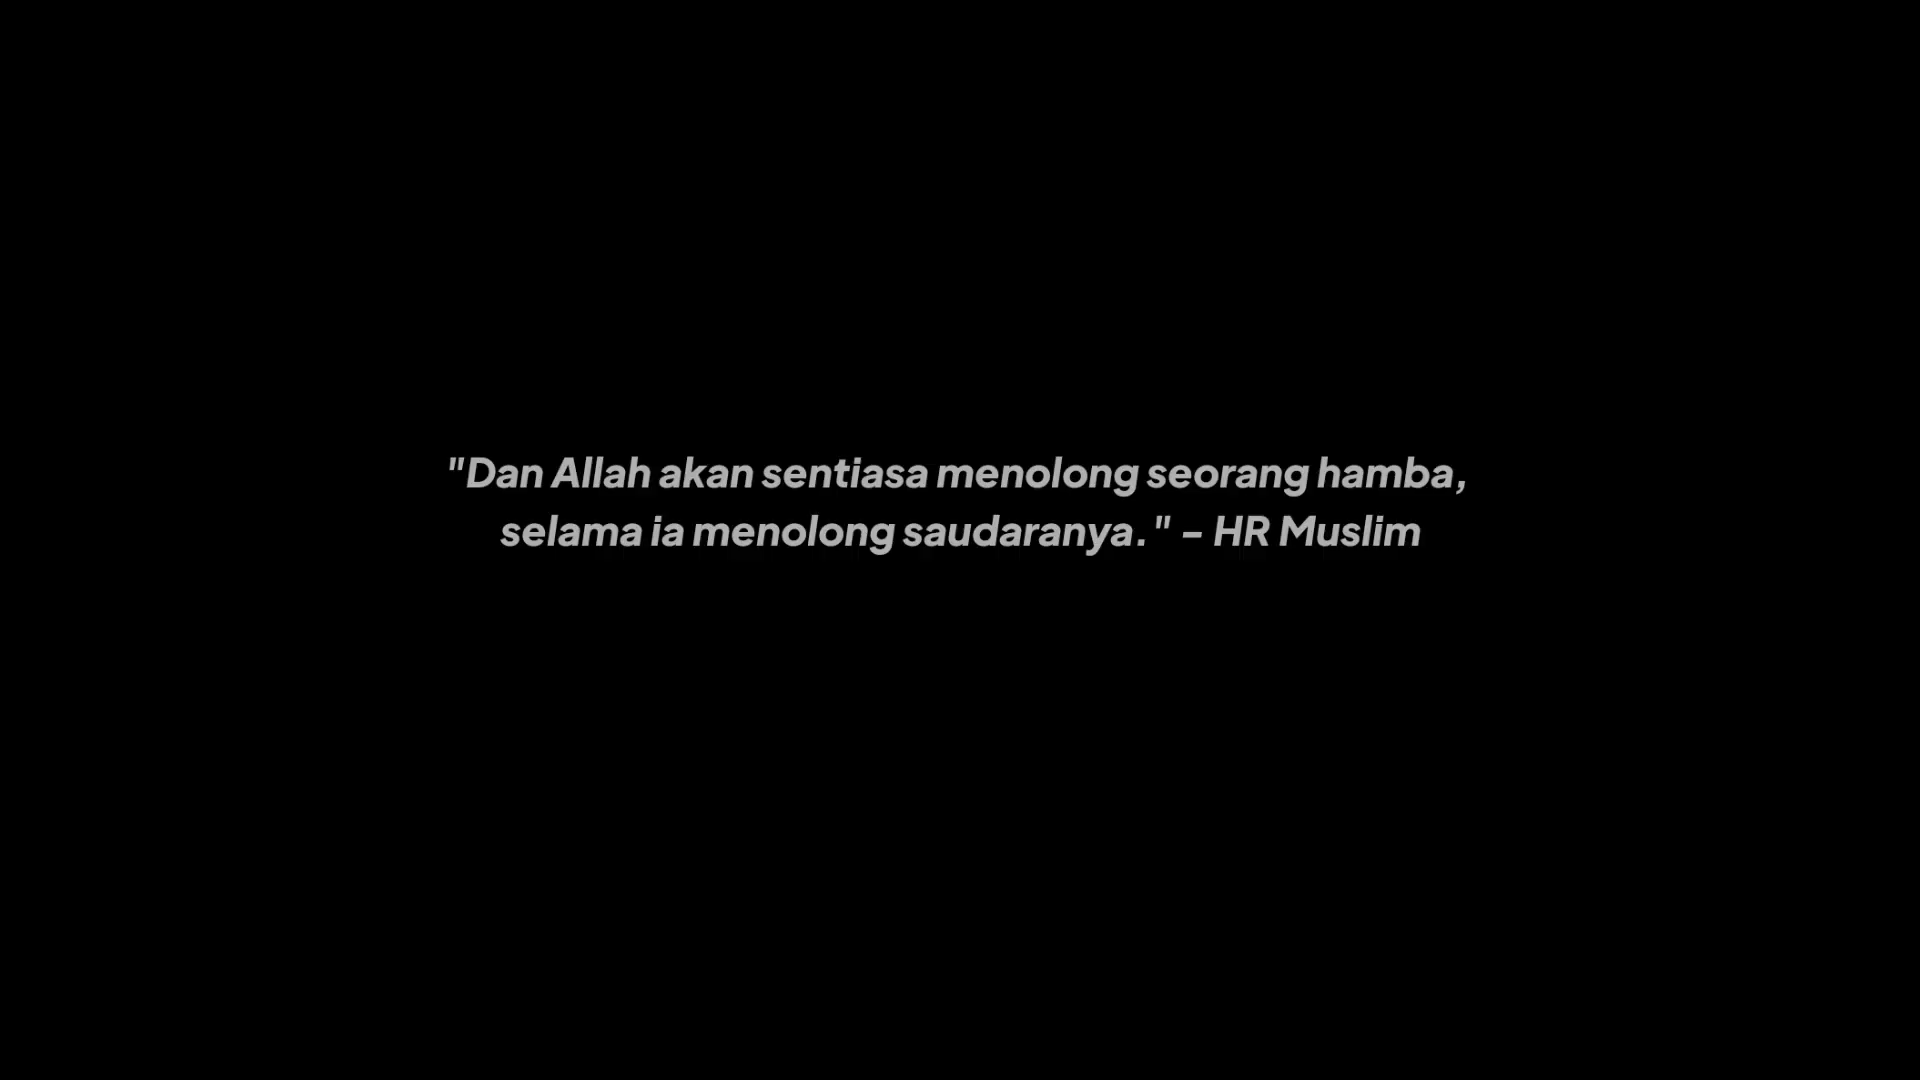 "Dan Allah akan sentiasa menolong seorang hamba,
selama ia menolong saudaranya." - HR Muslim